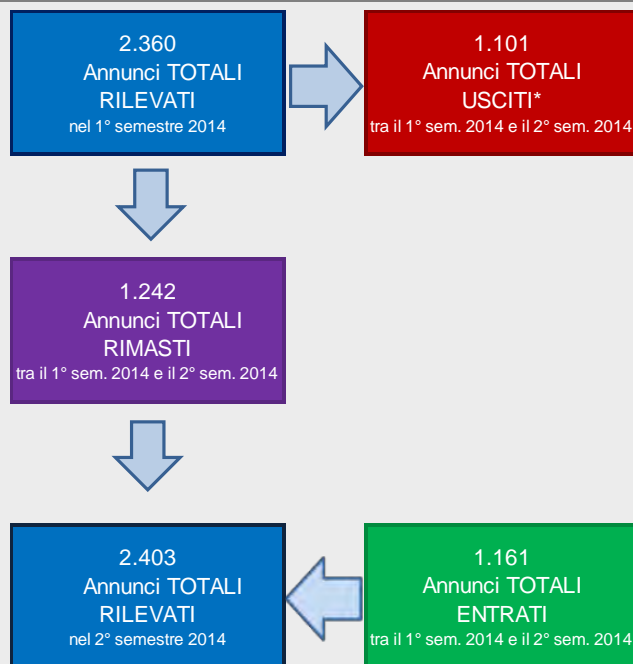 2.360
Annunci TOTALI
RILEVATI
nel 1° semestre 2014
1.101
Annunci TOTALI
USCITI*
tra il 1° sem. 2014 e il 2° sem. 2014
1.242
Annunci TOTALI
RIMASTI
tra il 1° sem. 2014 e il 2° sem. 2014
2.403
Annunci TOTALI
RILEVATI
nel 2° semestre 2014
1.161
Annunci TOTALI
ENTRATI
tra il 1° sem. 2014 e il 2° sem. 2014